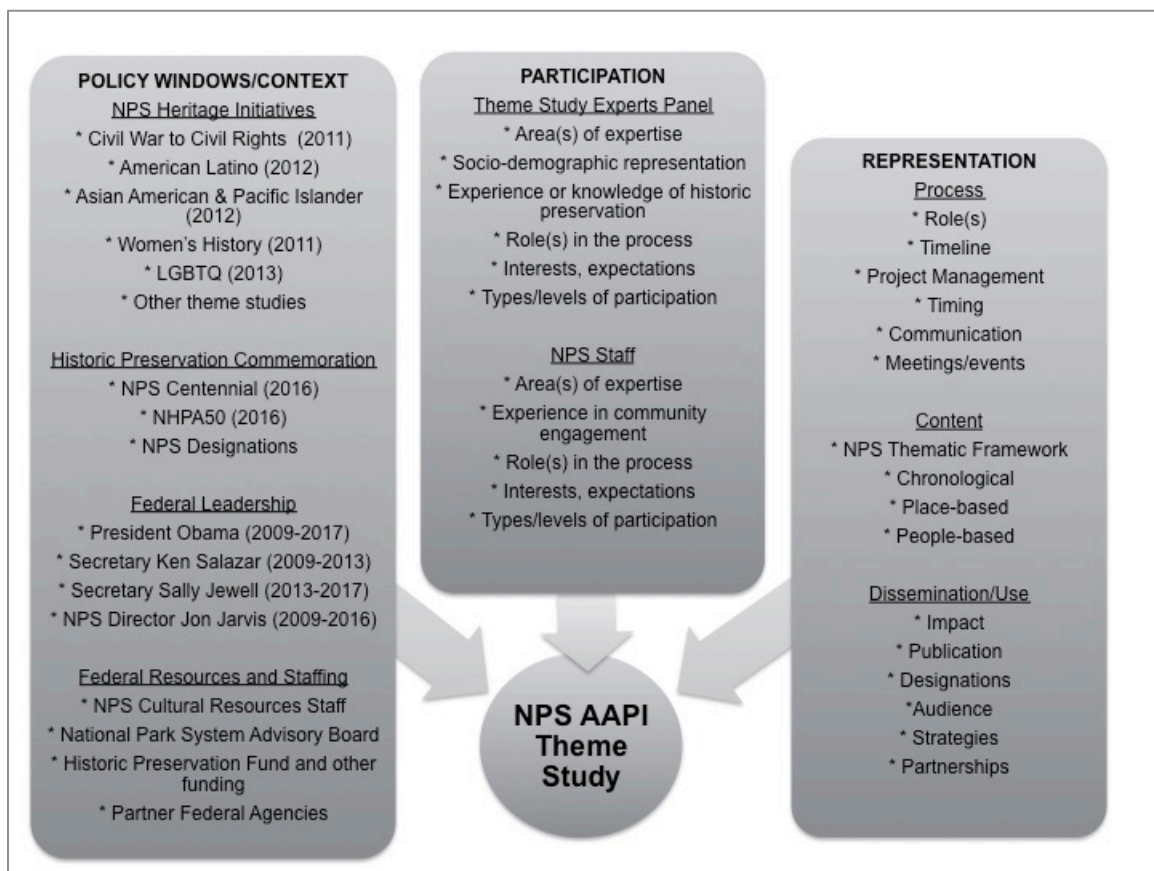 POLICY WINDOWS/CONTEXT
NPS Heritage Initiatives
* Civil War to Civil Rights (2011)
* American Latino (2012)
* Asian American & Pacific Islander
(2012)
* Women's History (2011)
* LGBTQ (2013)
* Other theme studies
Historic Preservation Commemoration
* NPS Centennial (2016)
* NHPA50 (2016)
* NPS Designations
Federal Leadership
* President Obama (2009-2017)
* Secretary Ken Salazar (2009-2013)
* Secretary Sally Jewell (2013-2017)
* NPS Director Jon Jarvis (2009-2016)
Federal Resources and Staffing
* NPS Cultural Resources Staff
* National Park System Advisory Board
* Historic Preservation Fund and other
funding
* Partner Federal Agencies
PARTICIPATION
Theme Study Experts Panel
* Area(s) of expertise
* Socio-demographic representation
* Experience or knowledge of historic
preservation
* Role(s) in the process
* Interests, expectations
* Types/levels of participation
NPS Staff
* Area(s) of expertise
* Experience in community
engagement
* Role(s) in the process
* Interests, expectations
* Types/levels of participation
REPRESENTATION
Process
* Role(s)
* Timeline
* Project Management
* Timing
* Communication
* Meetings/events
Content
* NPS Thematic Framework
* Chronological
* Place-based
* People-based
Dissemination/Use
* Impact
* Publication
* Designations
*Audience
* Strategies
* Partnerships
NPS AAPI
Theme
Study